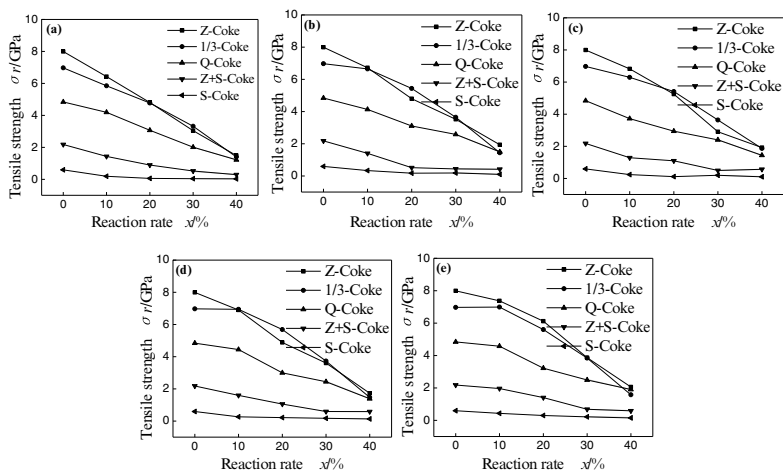 (a)
Z-Coke
1/3-Coke
Q-Coke
Z+S-Coke
S-Coke
10
8
6
4
2
0
Tensile strength σr/GPa
0 10 20 30 40
Reaction rate x/%
(b)
Z-Coke
1/3-Coke
Q-Coke
Z+S-Coke
S-Coke
10
8
6
4
2
0
Tensile strength σr/GPa
0 10 20 30 40
Reaction rate x/%
(c)
Z-Coke
1/3-Coke
Q-Coke
Z+S-Coke
S-Coke
10
8
6
4
2
0
Tensile strength σr/GPa
0 10 20 30 40
Reaction rate x/%
(d)
Z-Coke
1/3-Coke
Q-Coke
Z+S-Coke
S-Coke
10
8
6
4
2
0
Tensile strength σr/GPa
0 10 20 30 40
Reaction rate x/%
(e)
Z-Coke
1/3-Coke
Q-Coke
Z+S-Coke
S-Coke
10
8
6
4
2
0
Tensile strength σr/GPa
0 10 20 30 40
Reaction rate x/%